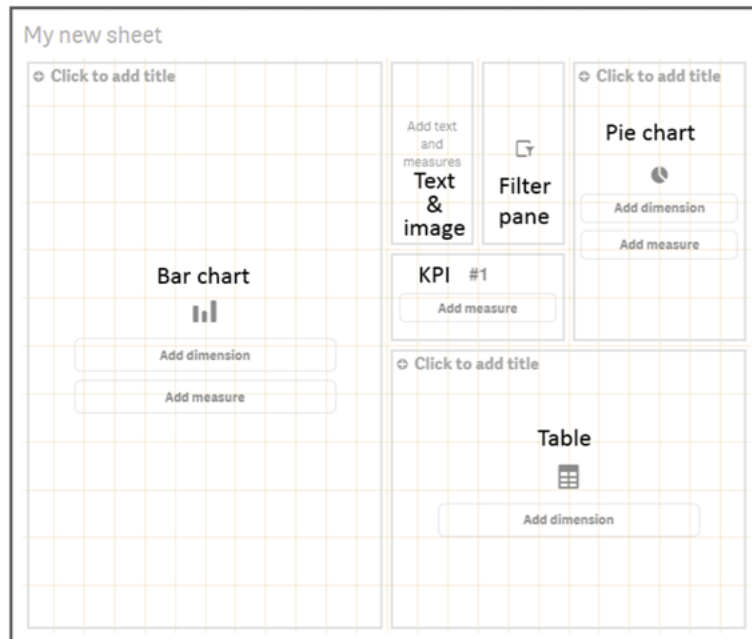 My new sheet
Click to add title
Bar chart
Add dimension
Add measure
Add text
and
measures
Text
&
image
Filter
pane
Click to add title
Pie chart
Add dimension
Add measure
KPI #1
Add measure
Click to add title
Table
Add dimension